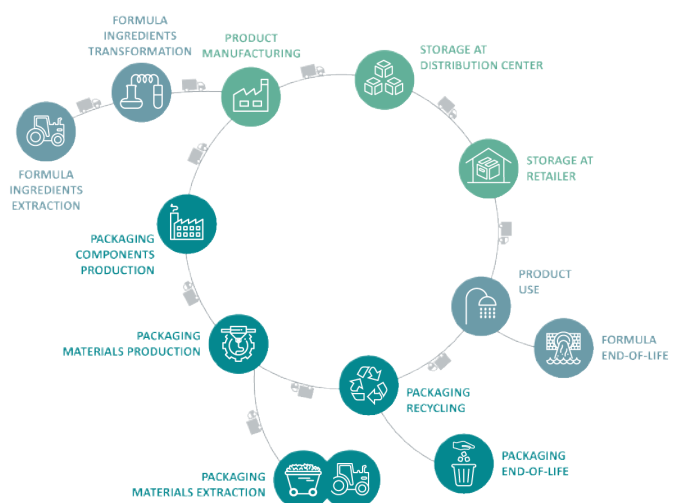 FORMULA
INGREDIENTS
TRANSFORMATION
PRODUCT
MANUFACTURING
STORAGE AT
DISTRIBUTION CENTER
STORAGE AT
RETAILER
FORMULA
INGREDIENTS
EXTRACTION
PACKAGING
COMPONENTS
PRODUCTION
PRODUCT
USE
FORMULA
END-OF-LIFE
PACKAGING
MATERIALS PRODUCTION
PACKAGING
RECYCLING
PACKAGING
END-OF-LIFE
PACKAGING
MATERIALS EXTRACTION